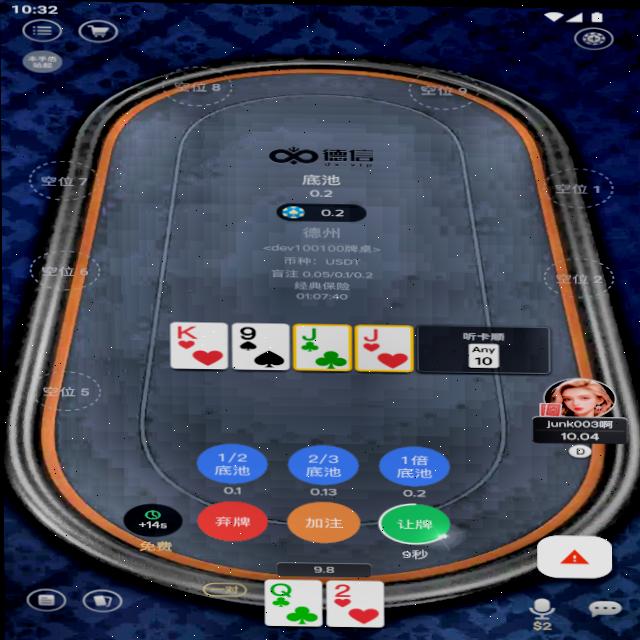 10:32
空位 8
空位 9
德信
底池
0.2
0.2
空位 7
空位 1
德州
<dev100100牌桌>
币种：USDT
盲注 0.05/0.1/0.2
经典保险
01:07:40
空位 6
空位 2
K
9
J
J
听卡顺
Any
10
空位 5
junk003啊
10.04
D
1/2
底池
2/3
底池
1倍
底池
0.1
0.13
0.2
+14s
弃牌
加注
让牌
免费
9秒
9.8
一对
Q
2
$2